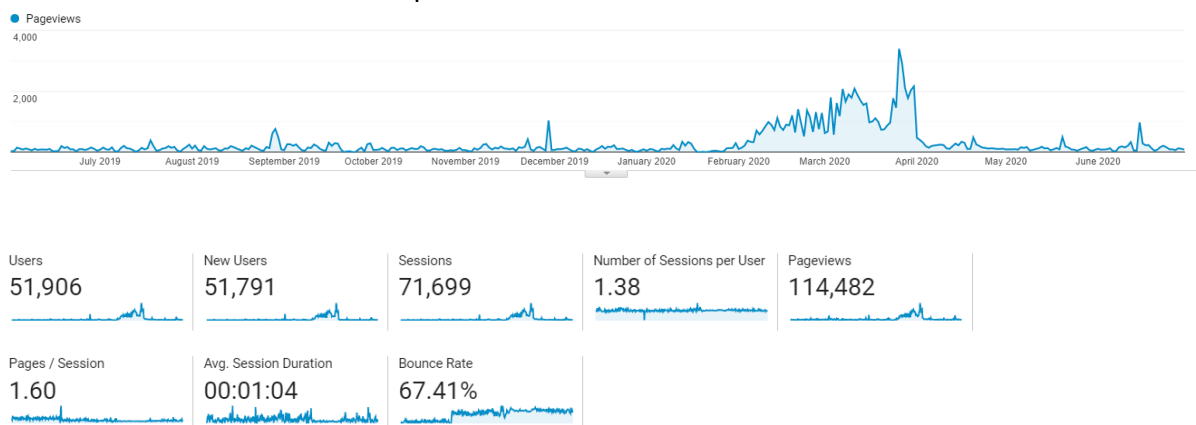 Pageviews
4,000
2,000
July 2019 August 2019 September 2019 October 2019 November 2019 December 2019 January 2020 February 2020 March 2020 April 2020 May 2020 June 2020
Users New Users Sessions Number of Sessions per User Pageviews
51,906 51,791 71,699 1.38 114,482
Pages / Session Avg. Session Duration Bounce Rate
1.60 00:01:04 67.41%